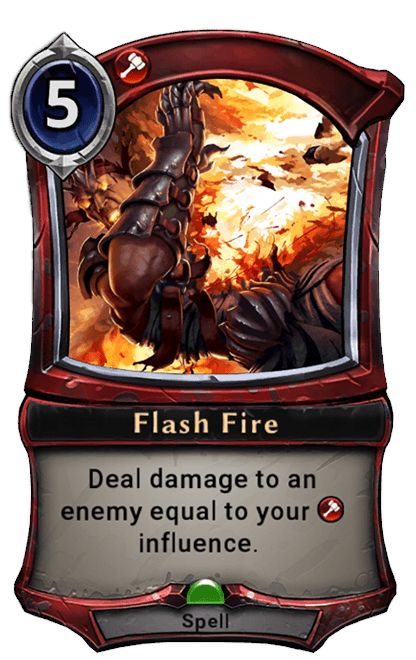 5
Flash Fire
Deal damage to an
enemy equal to your
influence.
Spell